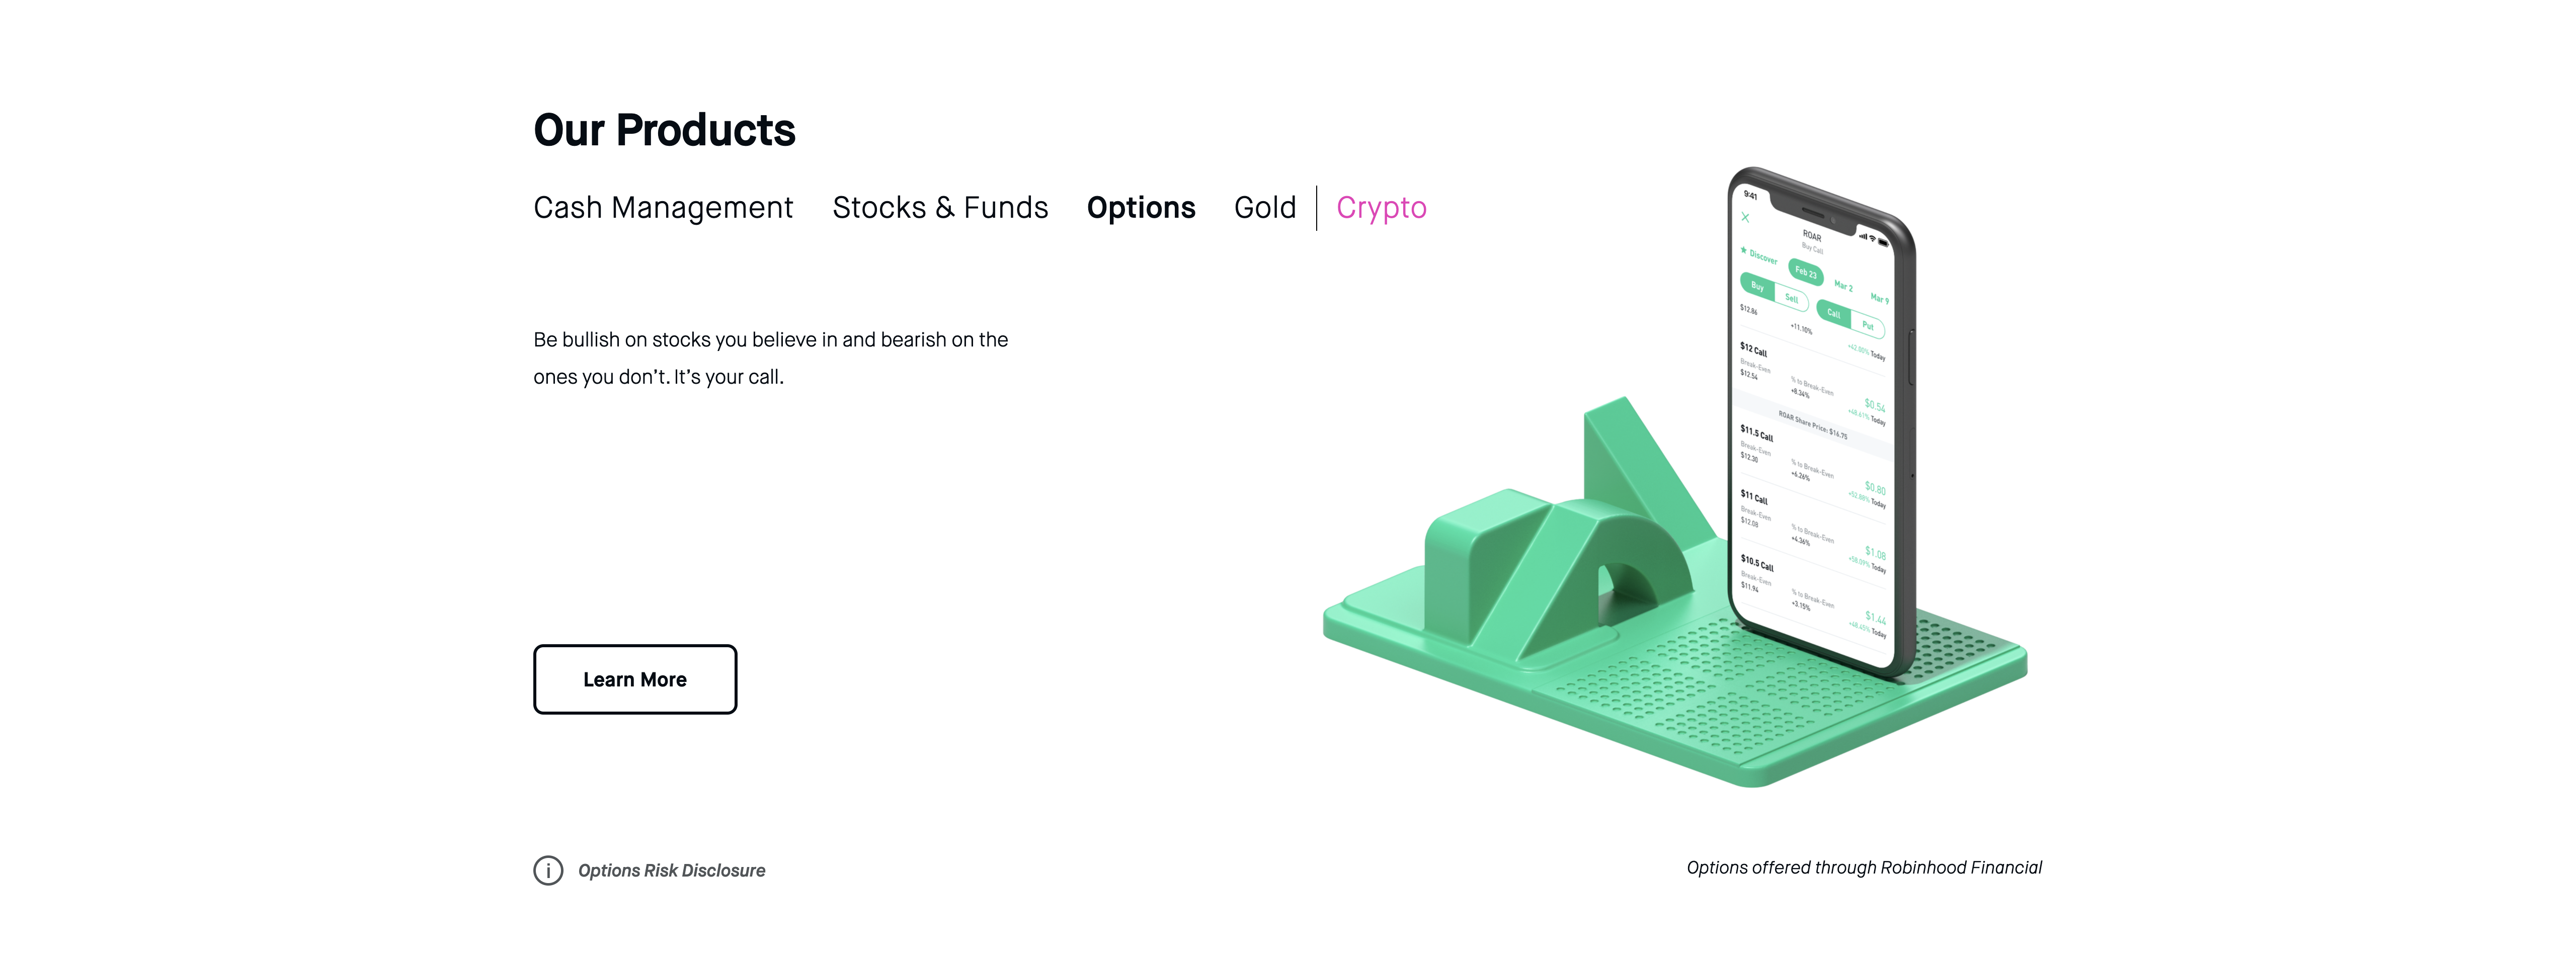 Our Products
Cash Management Stocks & Funds Options Gold Crypto
Be bullish on stocks you believe in and bearish on the
ones you don’t. It’s your call.
Learn More
Options Risk Disclosure
Options offered through Robinhood Financial
9:41
ROAR
Buy Call
Discover Feb 23 Mar 2 Mar 9
Buy Sell Call Put
$12.86 +11.10% +42.00% Today
$12 Call
Break-Even % to Break-Even $0.54
$12.54 +8.34% +48.61% Today
ROAR Share Price: $16.75
$11.5 Call
Break-Even % to Break-Even $0.80
$12.30 +6.26% +52.88% Today
$11 Call
Break-Even % to Break-Even $1.08
$12.08 +4.36% +58.09% Today
$10.5 Call
Break-Even % to Break-Even $1.44
$11.94 +3.15% +48.45% Today